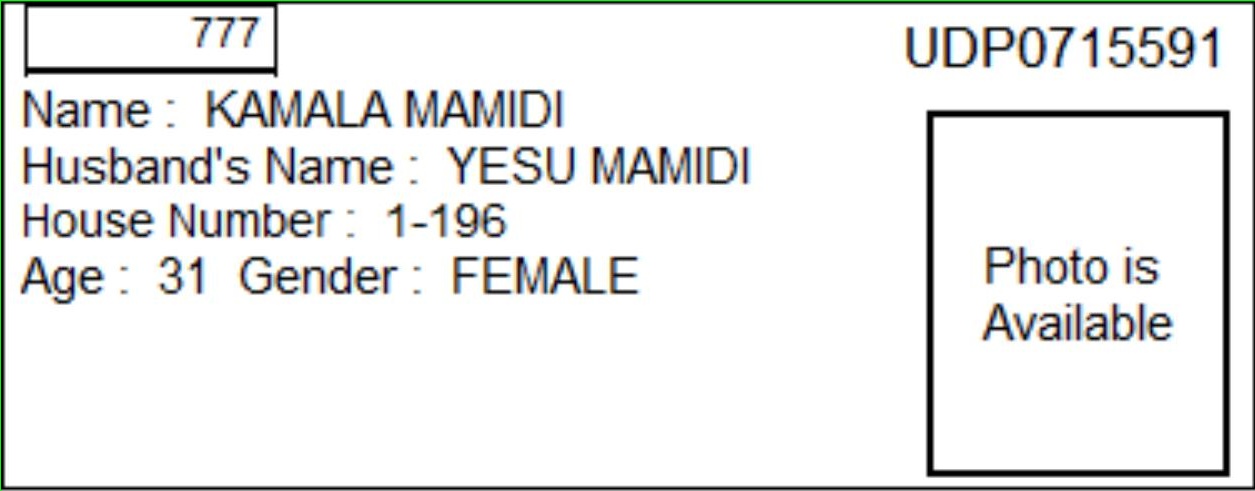 777
UDP0715591
Name : KAMALA MAMIDI
Husband's Name : YESU MAMIDI
House Number : 1-196
Age : 31 Gender : FEMALE
Photo is
Available